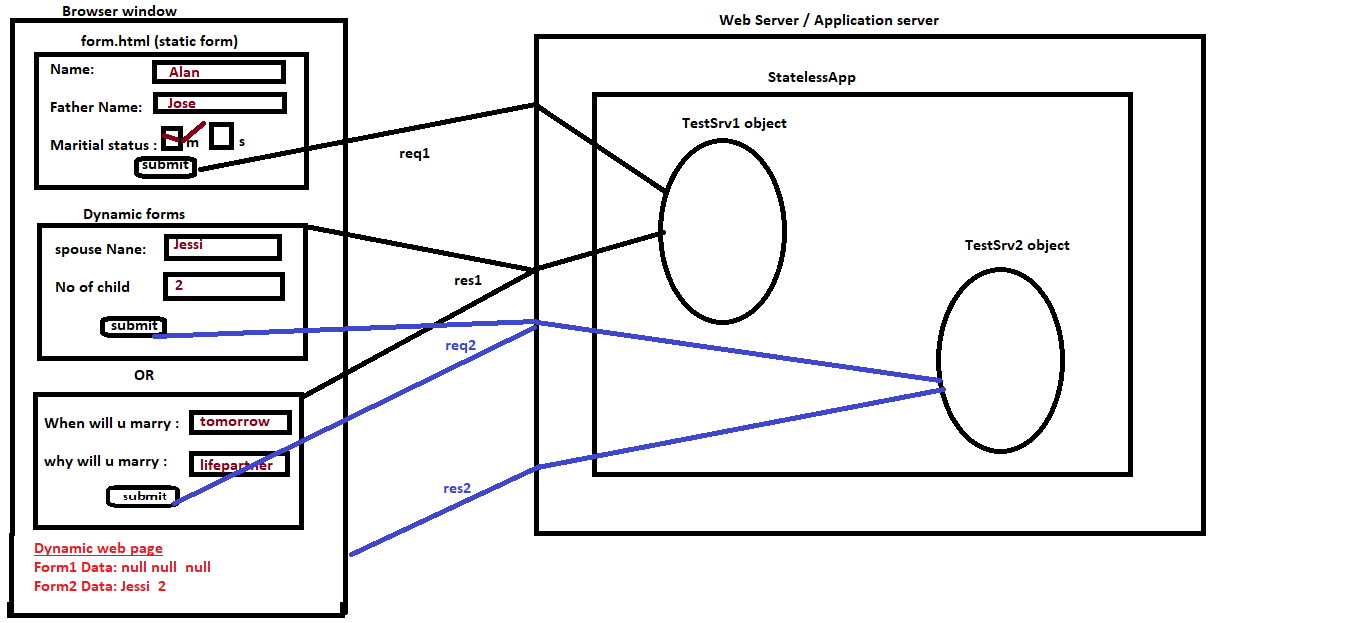 Browser window
form.html (static form)
Name: Alan
Father Name: Jose
Maritial status : m s
submit
Dynamic forms
spouse Nane: Jessi
No of child 2
submit
OR
When will u marry : tomorrow
why will u marry : lifepartner
submit
Dynamic web page
Form1 Data: null null null
Form2 Data: Jessi 2
req1
res1
req2
res2
Web Server / Application server
StatelessApp
TestSrv1 object
TestSrv2 object